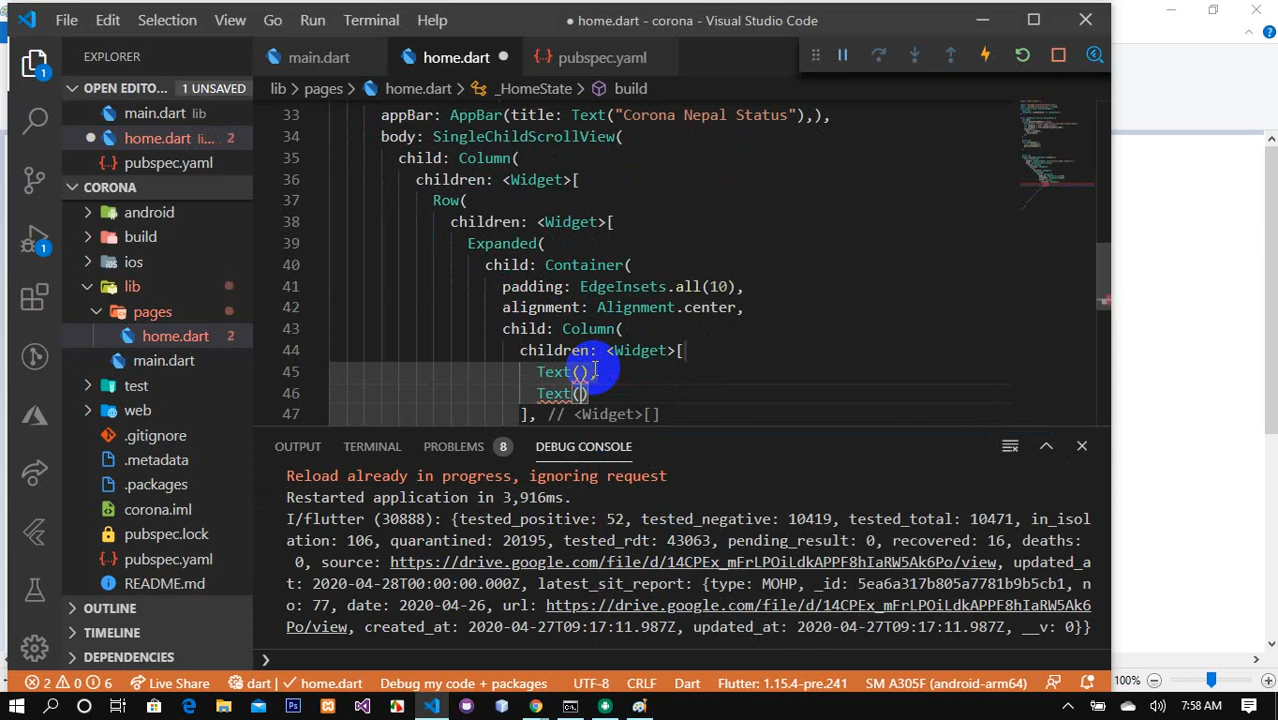 File Edit Selection View Go Run Terminal Help
● home.dart - corona - Visual Studio Code
EXPLORER
main.dart
home.dart
pubspec.yaml
OPEN EDITO... 1 UNSAVED
lib > pages > home.dart > _HomeState > build
main.dart lib
home.dart li... 2
pubspec.yaml
CORONA
android
build
ios
lib
pages
home.dart 2
main.dart
test
web
.gitignore
.metadata
.packages
corona.iml
pubspec.lock
pubspec.yaml
README.md
OUTLINE
TIMELINE
DEPENDENCIES
1
1
33 appBar: AppBar(title: Text("Corona Nepal Status"),),
34 body: SingleChildScrollView(
35 child: Column(
36 children: <Widget>[
37 Row(
38 children: <Widget>[
39 Expanded(
40 child: Container(
41 padding: EdgeInsets.all(10),
42 alignment: Alignment.center,
43 child: Column(
44 children: <Widget>[
45 Text(),
46 Text()
47 ], // <Widget>[]
OUTPUT TERMINAL PROBLEMS 8 DEBUG CONSOLE
Reload already in progress, ignoring request
Restarted application in 3,916ms.
I/flutter (30888): {tested_positive: 52, tested_negative: 10419, tested_total: 10471, in_isol
ation: 106, quarantined: 20195, tested_rdt: 43063, pending_result: 0, recovered: 16, deaths:
0, source: https://drive.google.com/file/d/14CPEx_mFrLPOiLdkAPPF8hIaRW5Ak6Po/view, updated_a
t: 2020-04-28T00:00:00.000Z, latest_sit_report: {type: MOHP, _id: 5ea6a317b805a7781b9b5cb1, n
o: 77, date: 2020-04-26, url: https://drive.google.com/file/d/14CPEx_mFrLPOiLdkAPPF8hIaRW5Ak6
Po/view, created_at: 2020-04-27T09:17:11.987Z, updated_at: 2020-04-27T09:17:11.987Z, __v: 0}}
2 0 6 Live Share dart | ✓ home.dart Debug my code + packages UTF-8 CRLF Dart Flutter: 1.15.4-pre.241 SM A305F (android-arm64)
100%
7:58 AM